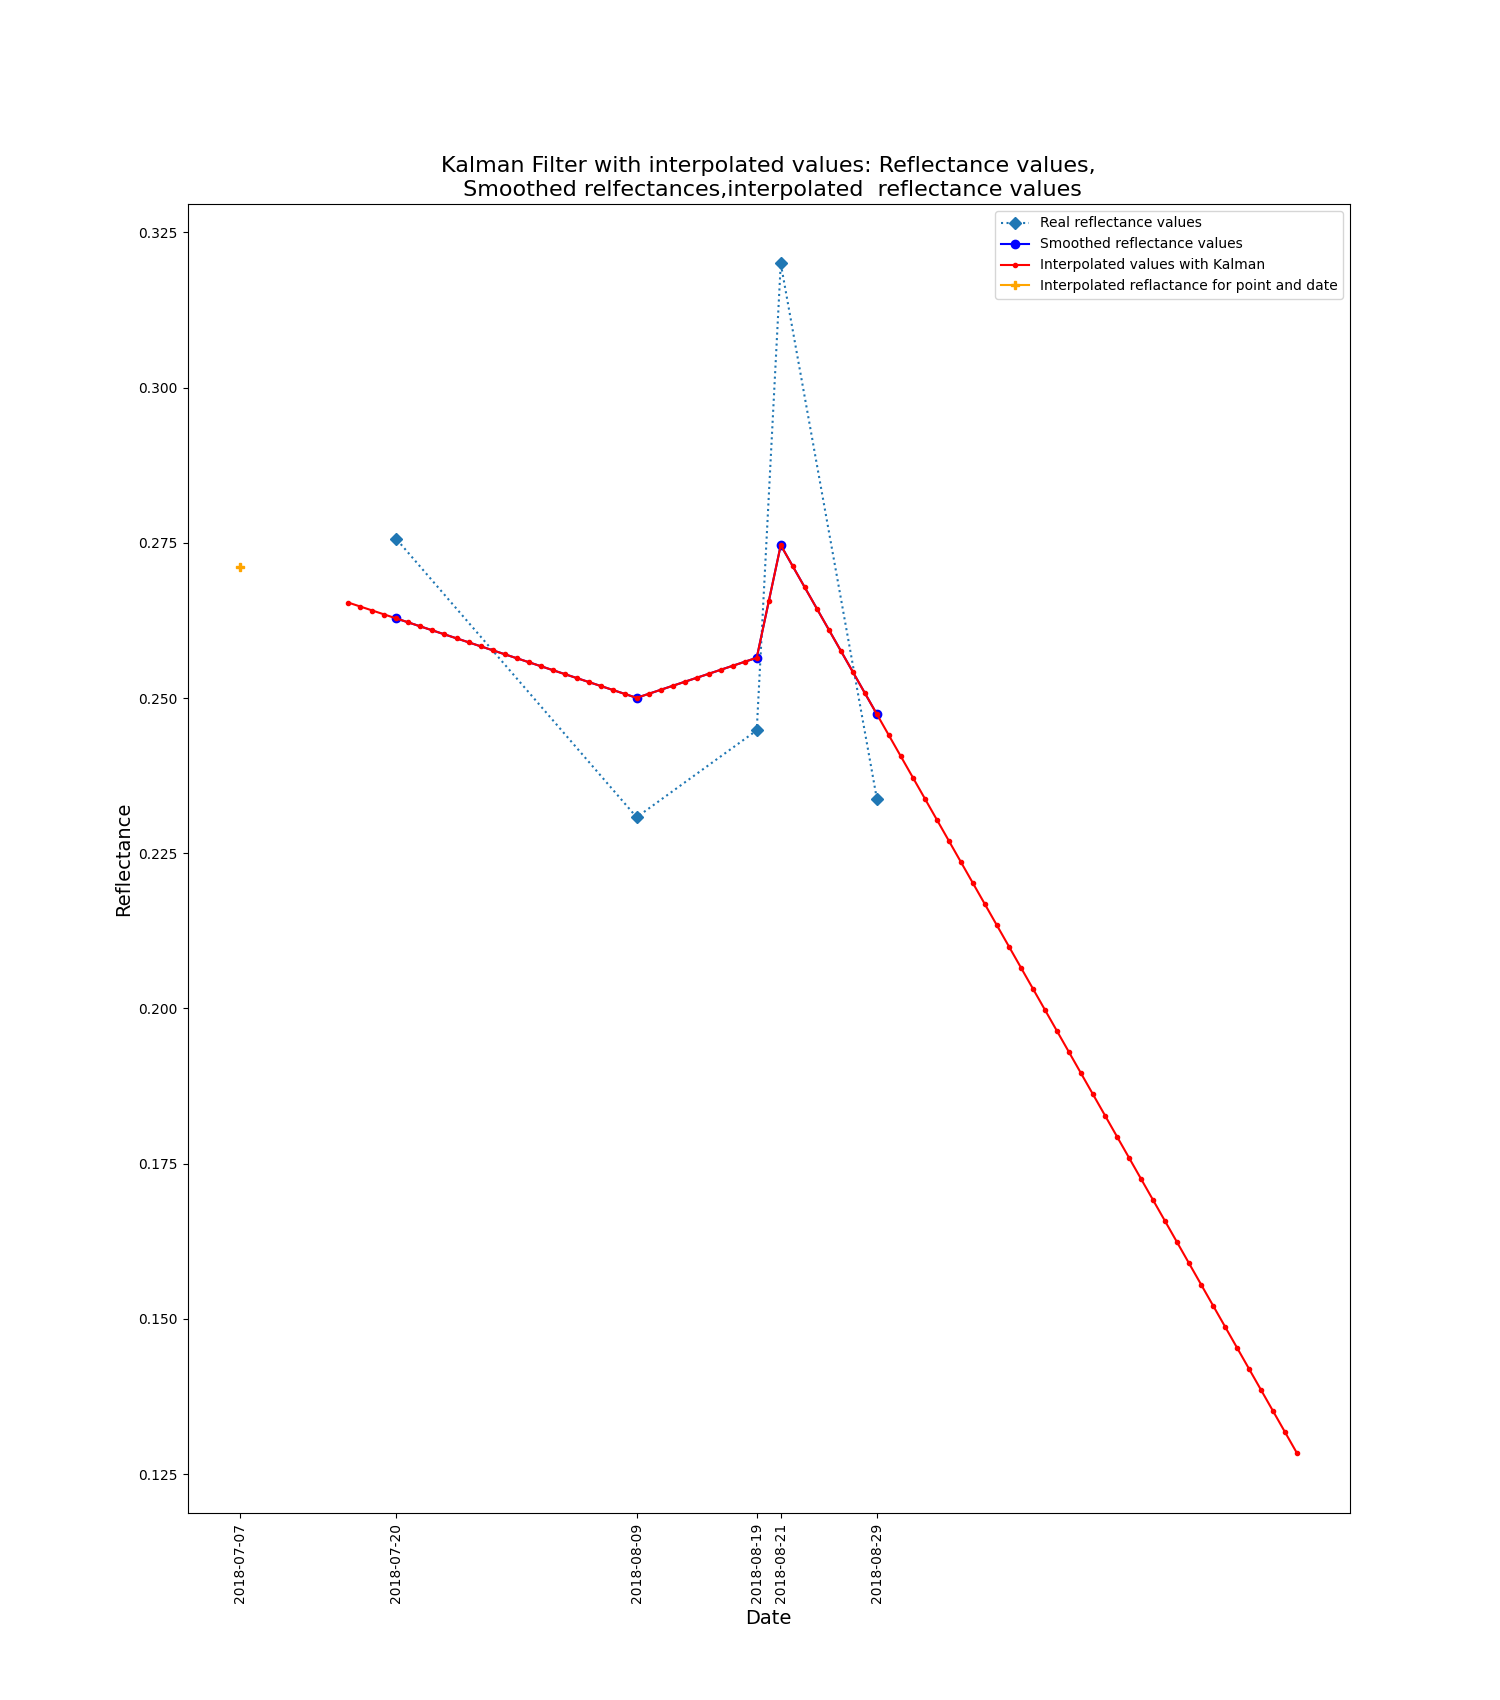 Kalman Filter with interpolated values: Reflectance values,
Smoothed relfectances,interpolated  reflectance values
Real reflectance values
Smoothed reflectance values
Interpolated values with Kalman
Interpolated reflactance for point and date
0.325
0.300
0.275
0.250
0.225
0.200
0.175
0.150
0.125
Reflectance
2018-07-07
2018-07-20
2018-08-09
2018-08-19
2018-08-21
2018-08-29
Date